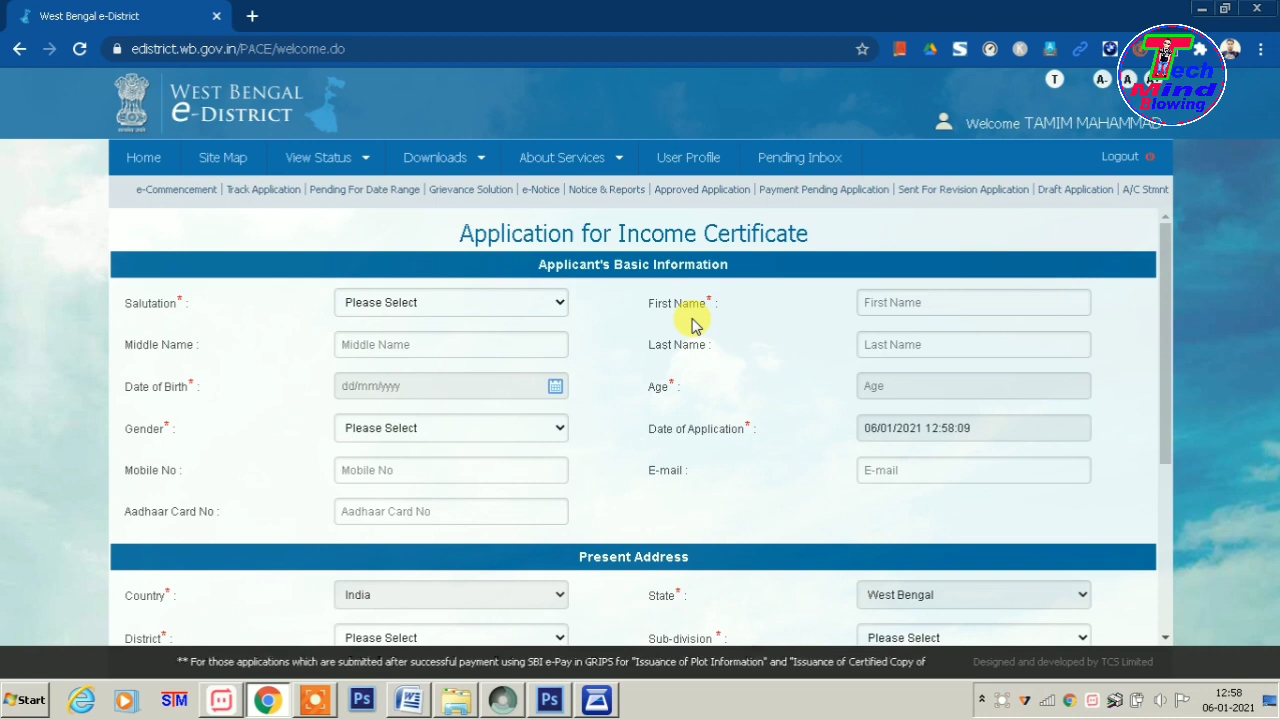 West Bengal e-District
edistrict.wb.gov.in/PACE/welcome.do
Tech
Mind
Blowing
WEST BENGAL
e-DISTRICT
T A- A
Welcome TAMIM MAHAMMAD
Home Site Map View Status Downloads About Services User Profile Pending Inbox Logout
e-Commencement | Track Application | Pending For Date Range | Grievance Solution | e-Notice | Notice & Reports | Approved Application | Payment Pending Application | Sent For Revision Application | Draft Application | A/C Stmnt
Application for Income Certificate
Applicant's Basic Information
Salutation* : Please Select First Name* : First Name
Middle Name : Middle Name Last Name : Last Name
Date of Birth* : dd/mm/yyyy Age* : Age
Gender* : Please Select Date of Application* : 06/01/2021 12:58:09
Mobile No : Mobile No E-mail : E-mail
Aadhaar Card No : Aadhaar Card No
Present Address
Country* : India State* : West Bengal
District* : Please Select Sub-division * : Please Select
** For those applications which are submitted after successful payment using SBI e-Pay in GRIPS for "Issuance of Plot Information" and "Issuance of Certified Copy of Designed and developed by TCS Limited
Start STM Ps W Ps 12:58
06-01-2021